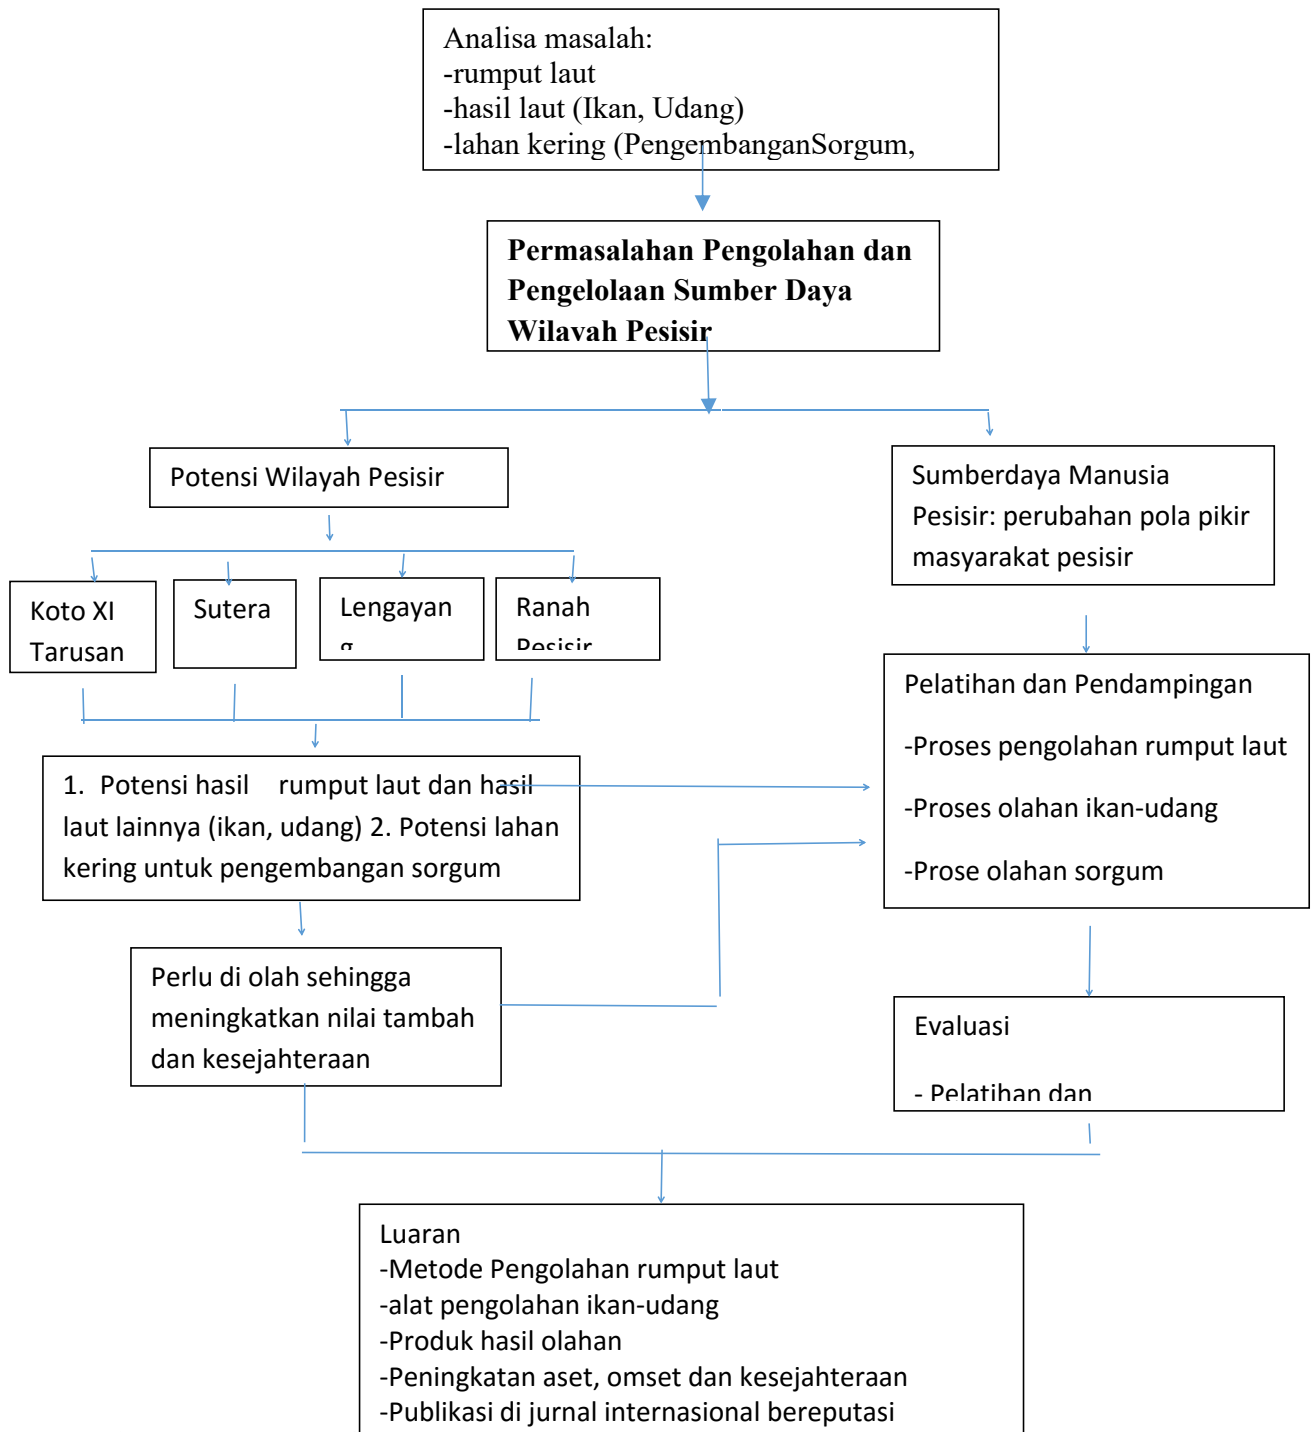 Analisa masalah:
-rumput laut
-hasil laut (Ikan, Udang)
-lahan kering (PengembanganSorgum,
Permasalahan Pengolahan dan
Pengelolaan Sumber Daya
Wilayah Pesisir
Potensi Wilayah Pesisir
Sumberdaya Manusia
Pesisir: perubahan pola pikir
masyarakat pesisir
Koto XI
Tarusan
Sutera
Lengayan
g
Ranah
Pesisir
Pelatihan dan Pendampingan
-Proses pengolahan rumput laut
-Proses olahan ikan-udang
-Prose olahan sorgum
1. Potensi hasil rumput laut dan hasil
laut lainnya (ikan, udang) 2. Potensi lahan
kering untuk pengembangan sorgum
Perlu di olah sehingga
meningkatkan nilai tambah
dan kesejahteraan
Evaluasi
- Pelatihan dan
Luaran
-Metode Pengolahan rumput laut
-alat pengolahan ikan-udang
-Produk hasil olahan
-Peningkatan aset, omset dan kesejahteraan
-Publikasi di jurnal internasional bereputasi